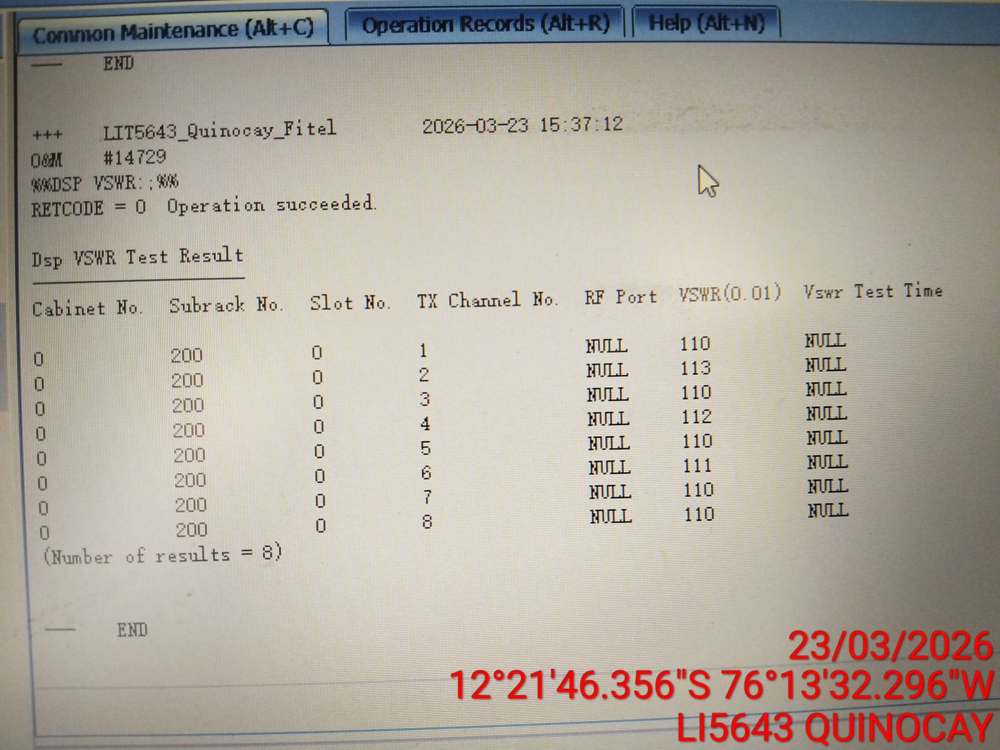 Common Maintenance (Alt+C) Operation Records (Alt+R) Help (Alt+N)
--- END
+++ LIT5643_Quinocay_Fitel 2026-03-23 15:37:12
O&M #14729
%%DSP VSWR:;%%
RETCODE = 0 Operation succeeded.
Dsp VSWR Test Result
Cabinet No. Subrack No. Slot No. TX Channel No. RF Port VSWR(0.01) Vswr Test Time
0 200 0 1 NULL 110 NULL
0 200 0 2 NULL 113 NULL
0 200 0 3 NULL 110 NULL
0 200 0 4 NULL 112 NULL
0 200 0 5 NULL 110 NULL
0 200 0 6 NULL 111 NULL
0 200 0 7 NULL 110 NULL
0 200 0 8 NULL 110 NULL
(Number of results = 8)
--- END
23/03/2026
12°21'46.356"S 76°13'32.296"W
LI5643 QUINOCAY